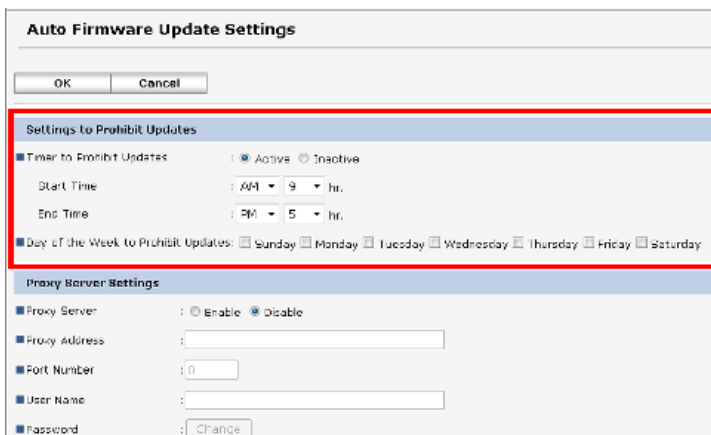 Auto Firmware Update Settings
OK Cancel
Settings to Prohibit Updates
Timer to Prohibit Updates : Active Inactive
Start Time : AM 9 hr.
End Time : PM 5 hr.
Day of the Week to Prohibit Updates: Sunday Monday Tuesday Wednesday Thursday Friday Saturday
Proxy Server Settings
Proxy Server : Enable Disable
Proxy Address :
Port Number : 0
User Name :
Password : Change